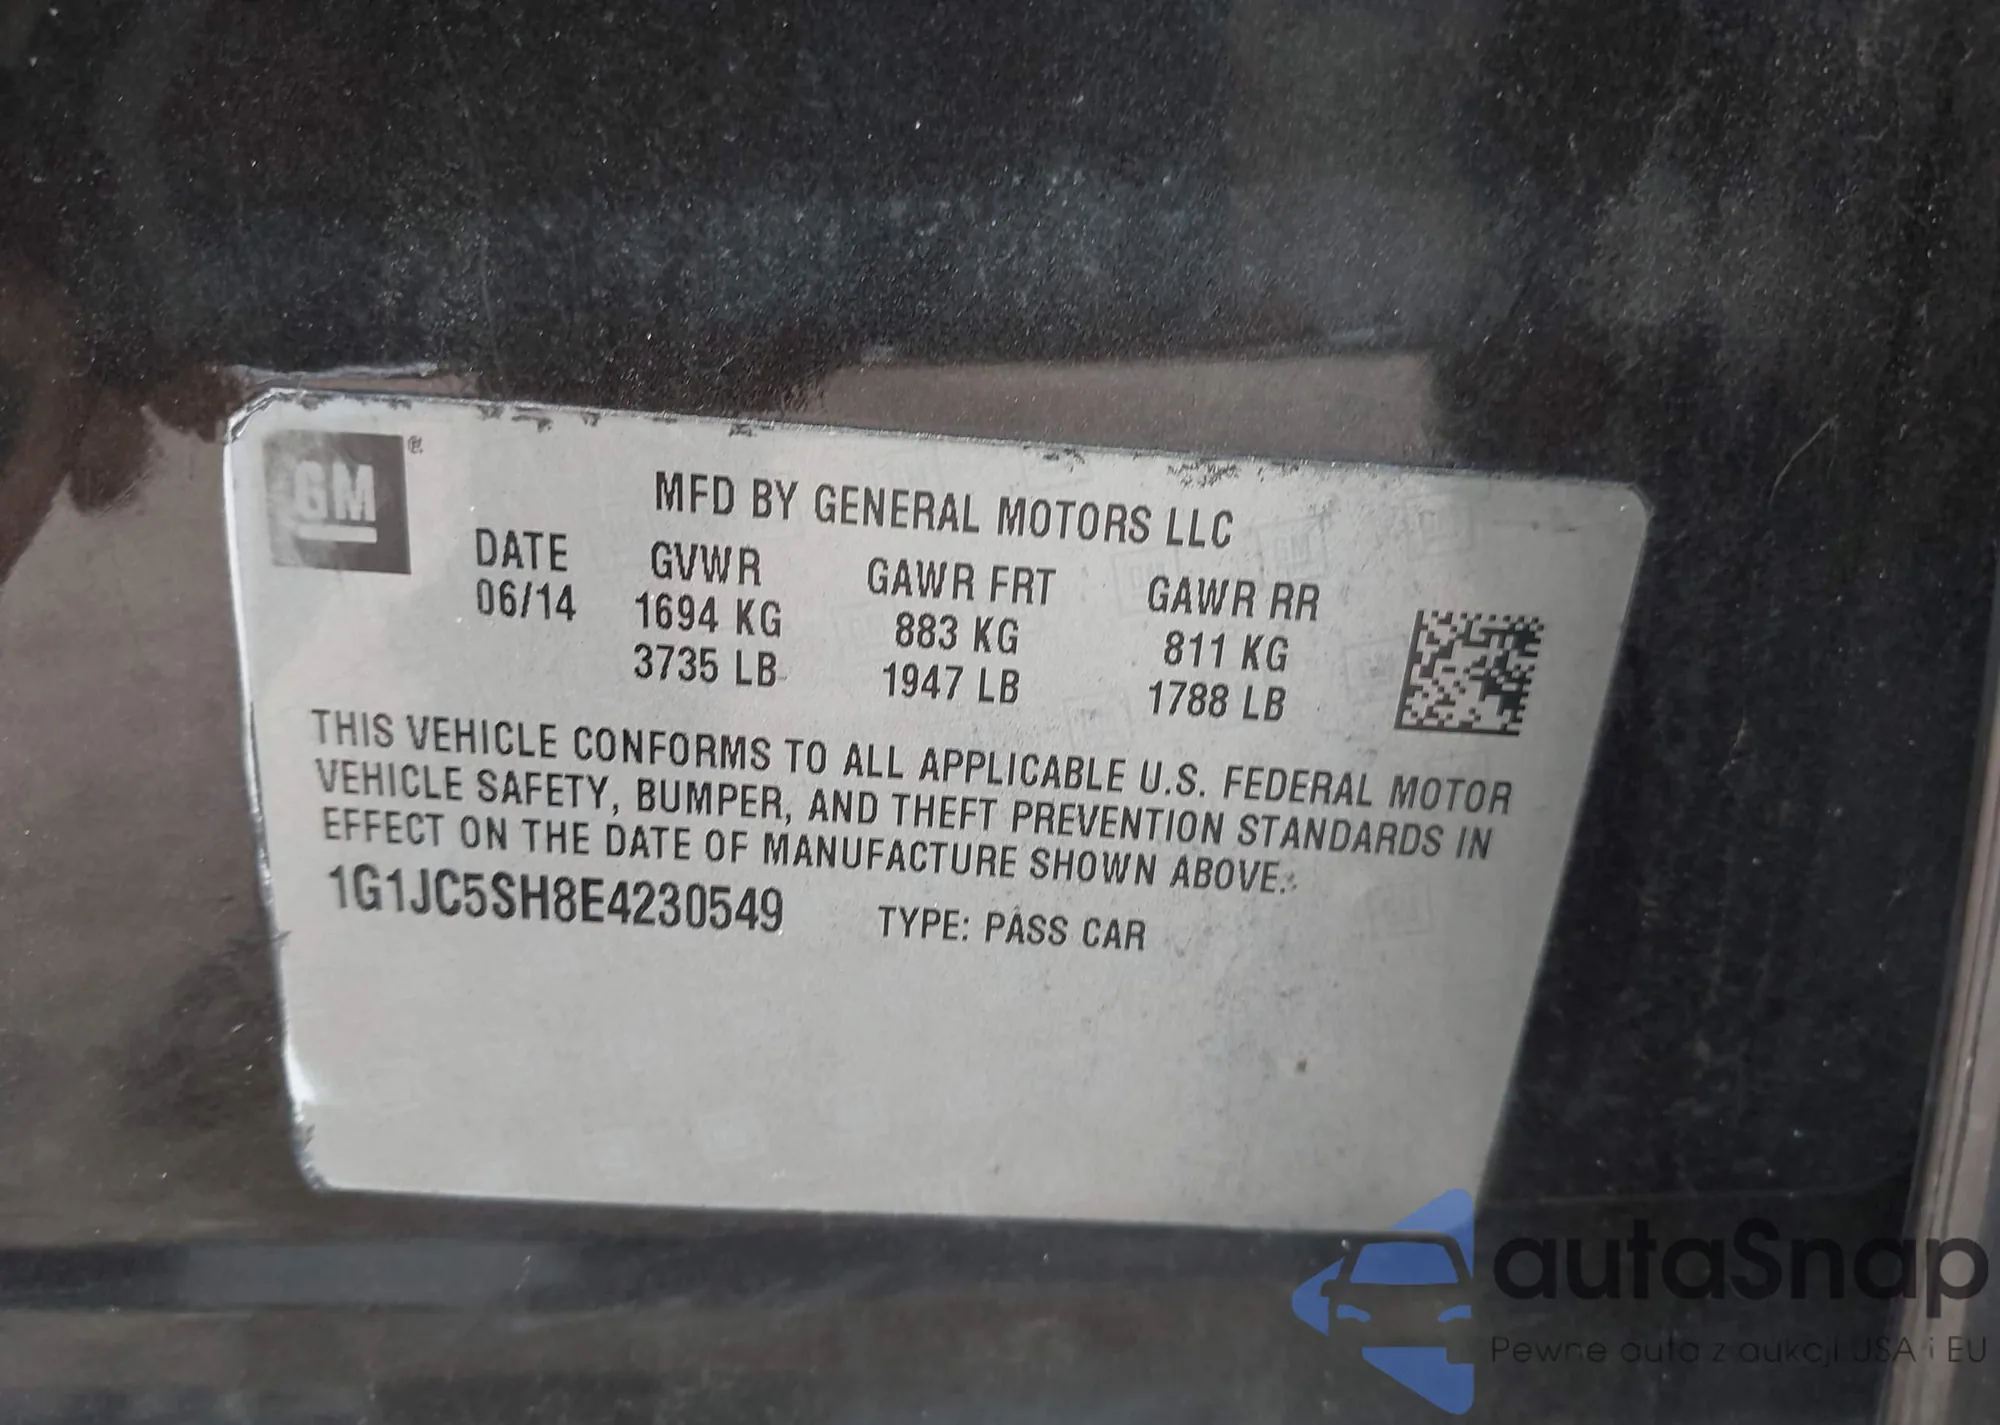 GM®
MFD BY GENERAL MOTORS LLC
DATE GVWR GAWR FRT GAWR RR
06/14 1694 KG 883 KG 811 KG
3735 LB 1947 LB 1788 LB
THIS VEHICLE CONFORMS TO ALL APPLICABLE U.S. FEDERAL MOTOR
VEHICLE SAFETY, BUMPER, AND THEFT PREVENTION STANDARDS IN
EFFECT ON THE DATE OF MANUFACTURE SHOWN ABOVE.
1G1JC5SH8E4230549 TYPE: PASS CAR
autaSnap
Pewne auta z aukcji USA i EU